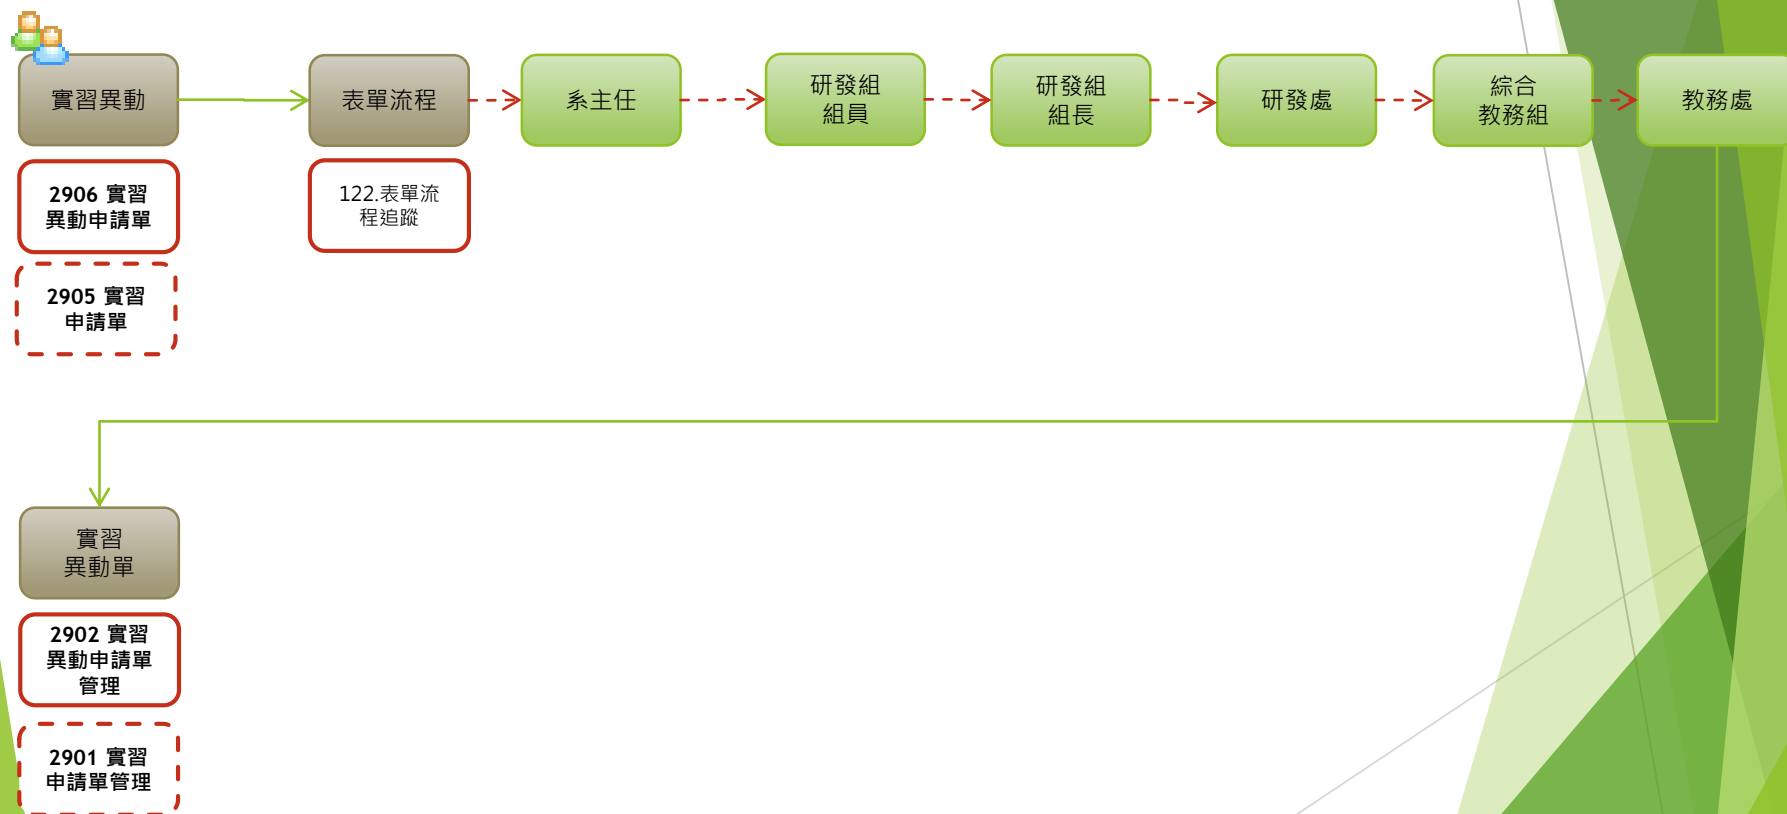 實習異動
表單流程
系主任
研發組
組員
研發組
組長
研發處
綜合
教務組
教務處
2906 實習
異動申請單
122.表單流
程追蹤
2905 實習
申請單
實習
異動單
2902 實習
異動申請單
管理
2901 實習
申請單管理